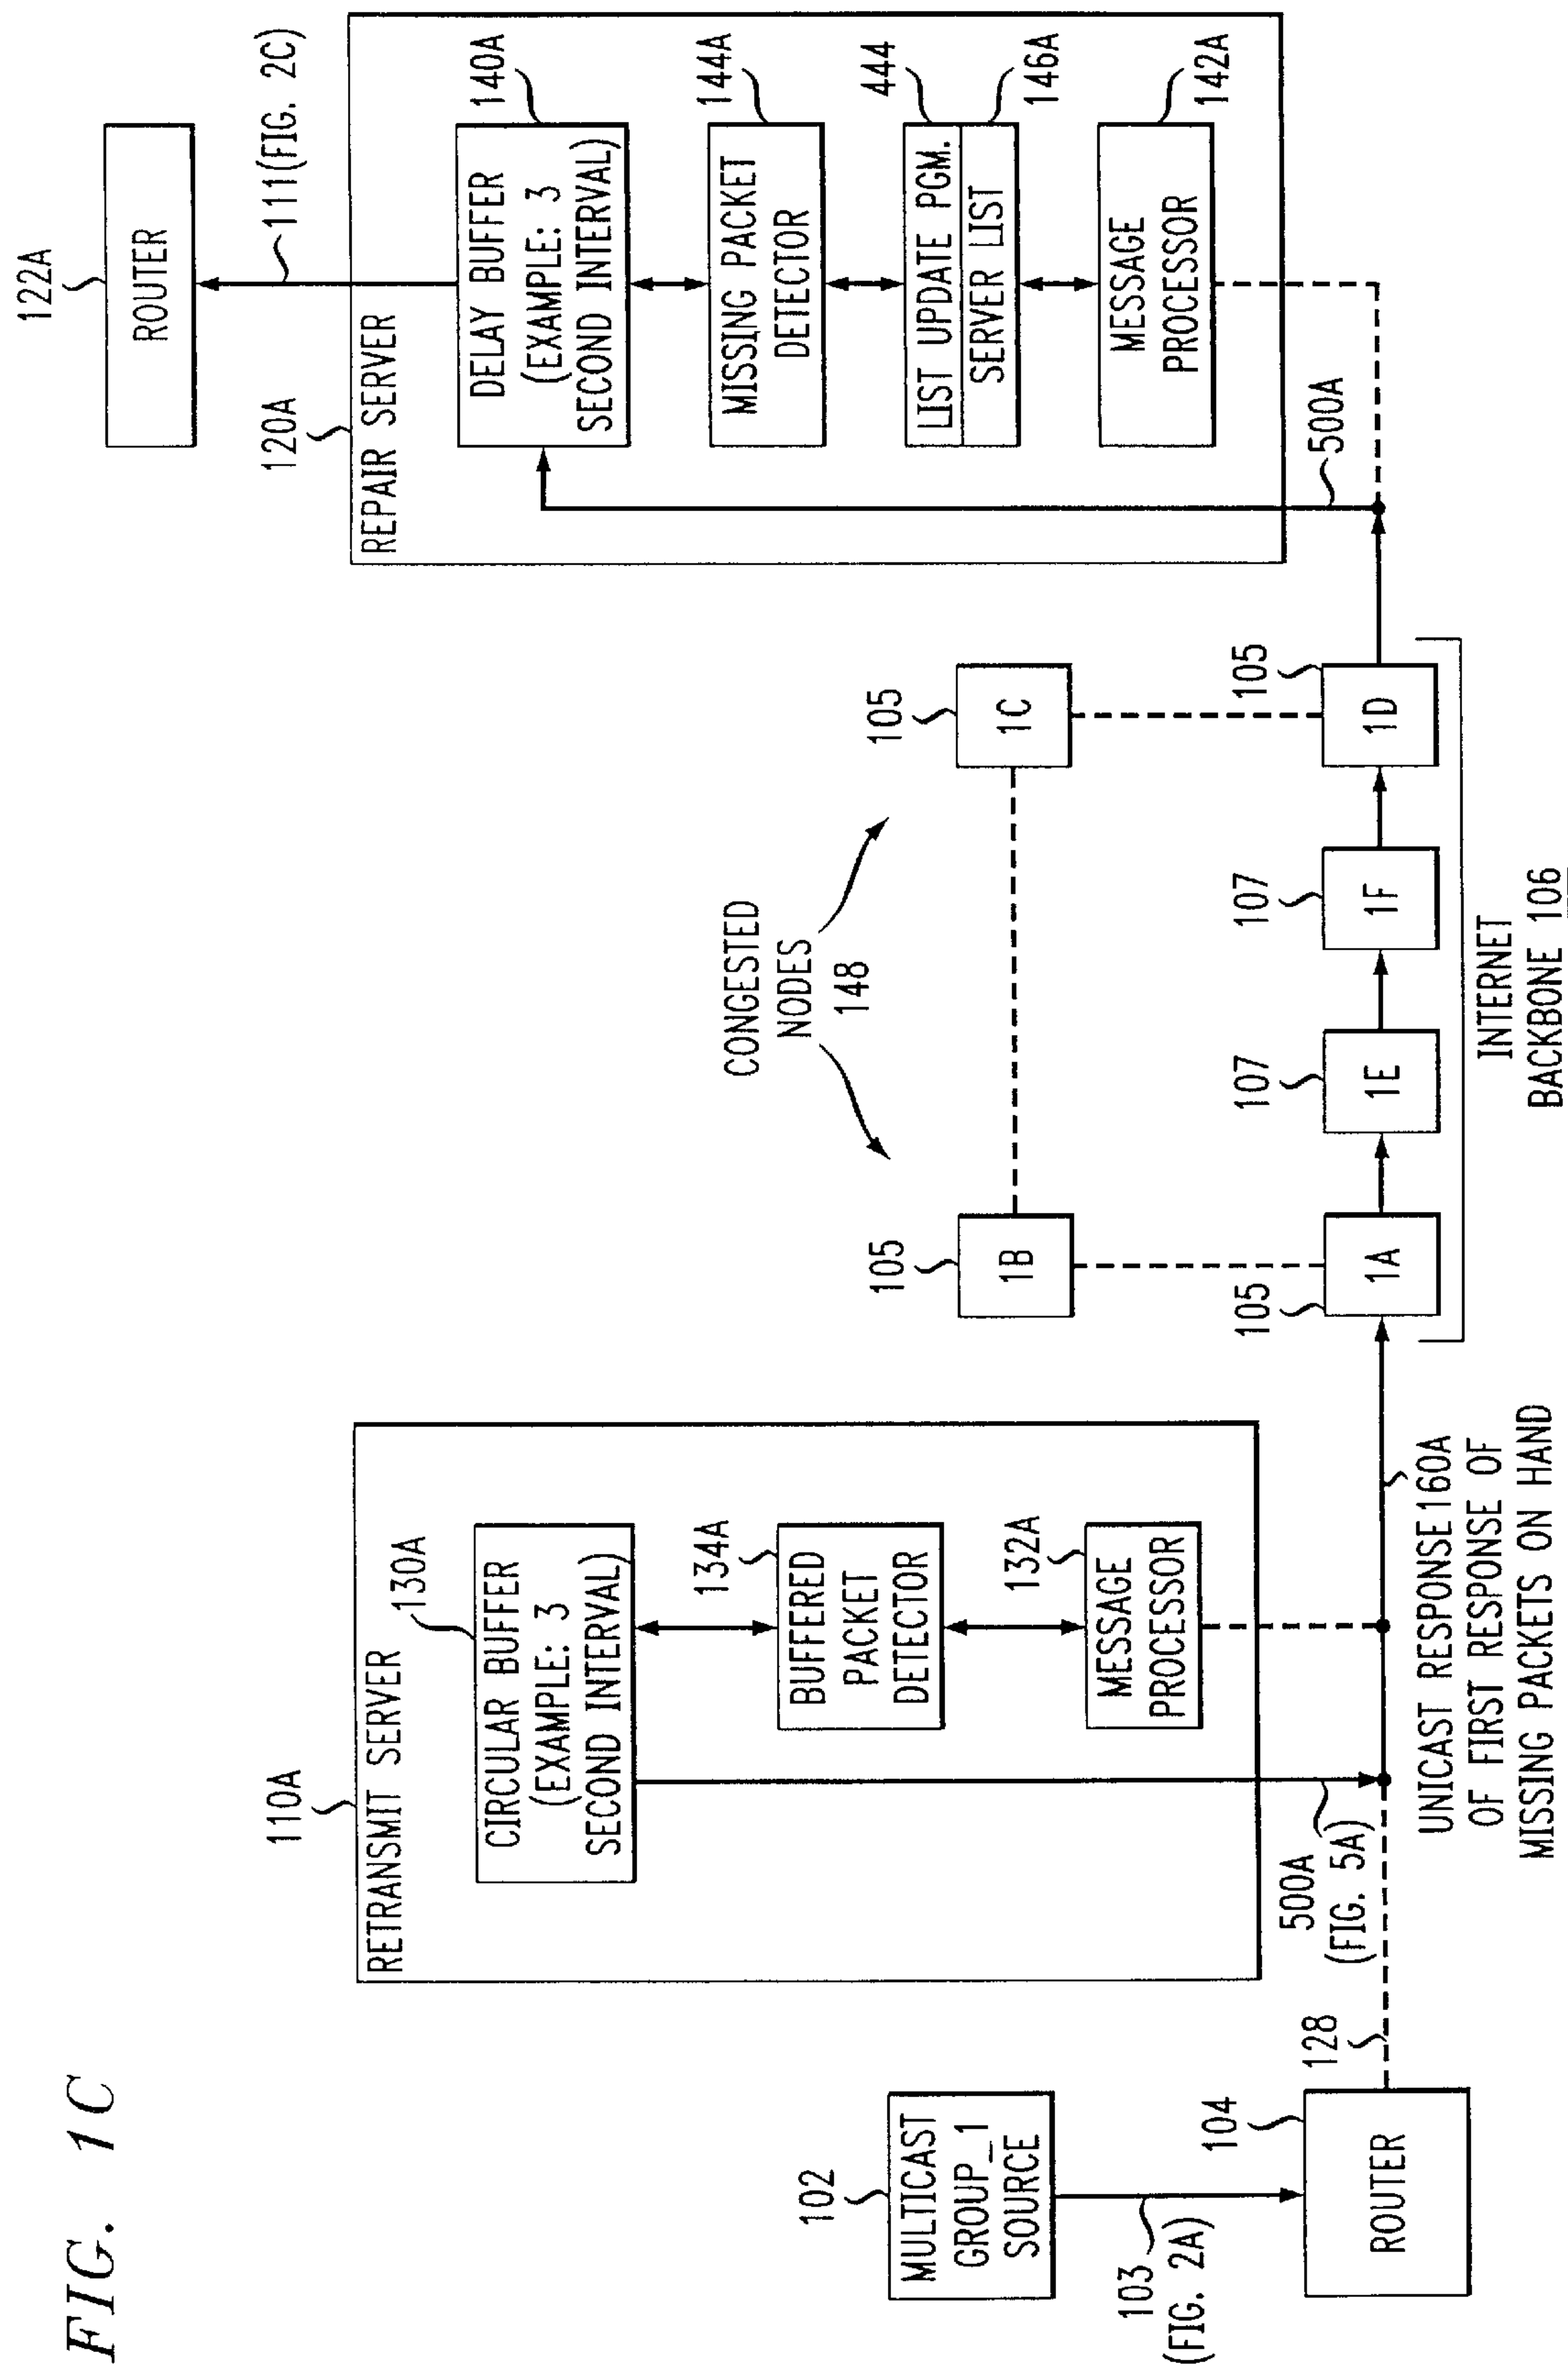 FIG. 1C
102
MULTICAST
GROUP_1
SOURCE
103
(FIG. 2A)
104
ROUTER
128
110A
RETRANSMIT SERVER
130A
CIRCULAR BUFFER
(EXAMPLE: 3
SECOND INTERVAL)
134A
BUFFERED
PACKET
DETECTOR
132A
MESSAGE
PROCESSOR
500A
(FIG. 5A)
UNICAST RESPONSE 160A
OF FIRST RESPONSE OF
MISSING PACKETS ON HAND
CONGESTED
NODES
148
105
1B
105
1C
105
1A
107
1E
107
1F
105
1D
INTERNET
BACKBONE 106
122A
ROUTER
111(FIG. 2C)
120A
REPAIR SERVER
140A
DELAY BUFFER
(EXAMPLE: 3
SECOND INTERVAL)
144A
MISSING PACKET
DETECTOR
444
LIST UPDATE PGM.
SERVER LIST
146A
142A
MESSAGE
PROCESSOR
500A